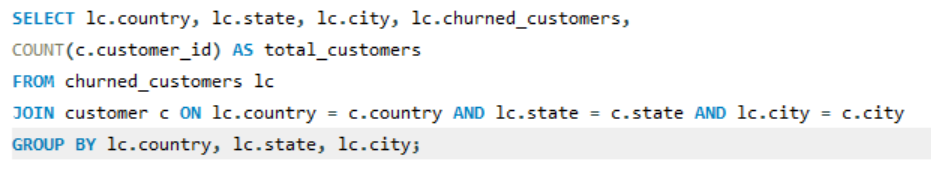 SELECT lc.country, lc.state, lc.city, lc.churned_customers,
COUNT(c.customer_id) AS total_customers
FROM churned_customers lc
JOIN customer c ON lc.country = c.country AND lc.state = c.state AND lc.city = c.city
GROUP BY lc.country, lc.state, lc.city;